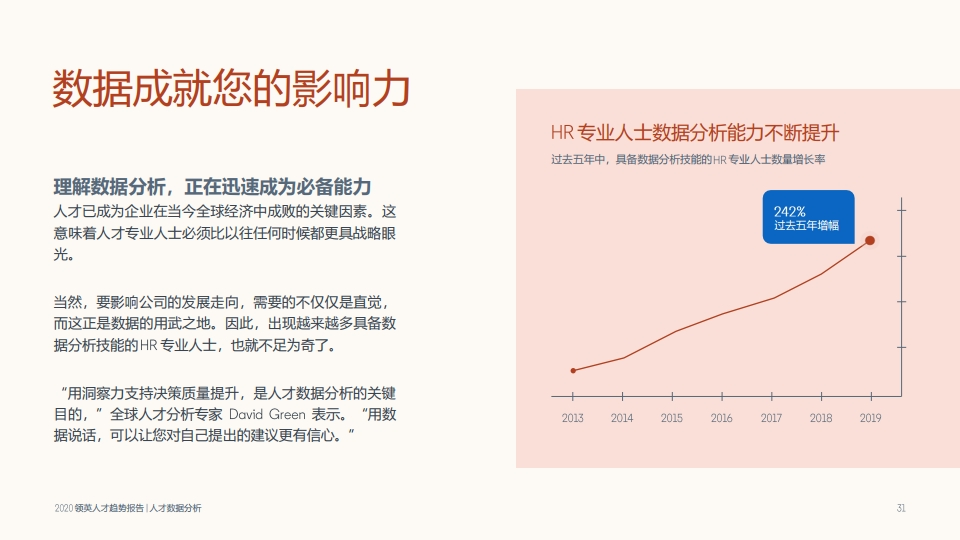 数据成就您的影响力
理解数据分析，正在迅速成为必备能力
人才已成为企业在当今全球经济中成败的关键因素。这
意味着人才专业人士必须比以往任何时候都更具战略眼
光。
当然，要影响公司的发展走向，需要的不仅仅是直觉，
而这正是数据的用武之地。因此，出现越来越多具备数
据分析技能的 HR 专业人士，也就不足为奇了。
“用洞察力支持决策质量提升，是人才数据分析的关键
目的，”全球人才分析专家 David Green 表示。“用数
据说话，可以让您对自己提出的建议更有信心。”
HR 专业人士数据分析能力不断提升
过去五年中，具备数据分析技能的 HR 专业人士数量增长率
242%
过去五年增幅
2013 2014 2015 2016 2017 2018 2019
2020 领英人才趋势报告 | 人才数据分析
31